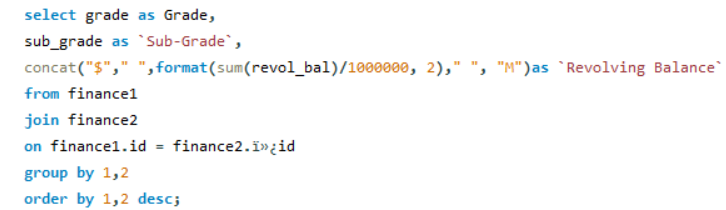 select grade as Grade,
sub_grade as `Sub-Grade`,
concat("$"," ",format(sum(revol_bal)/1000000, 2)," ", "M")as `Revolving Balance`
from finance1
join finance2
on finance1.id = finance2.ï»¿id
group by 1,2
order by 1,2 desc;